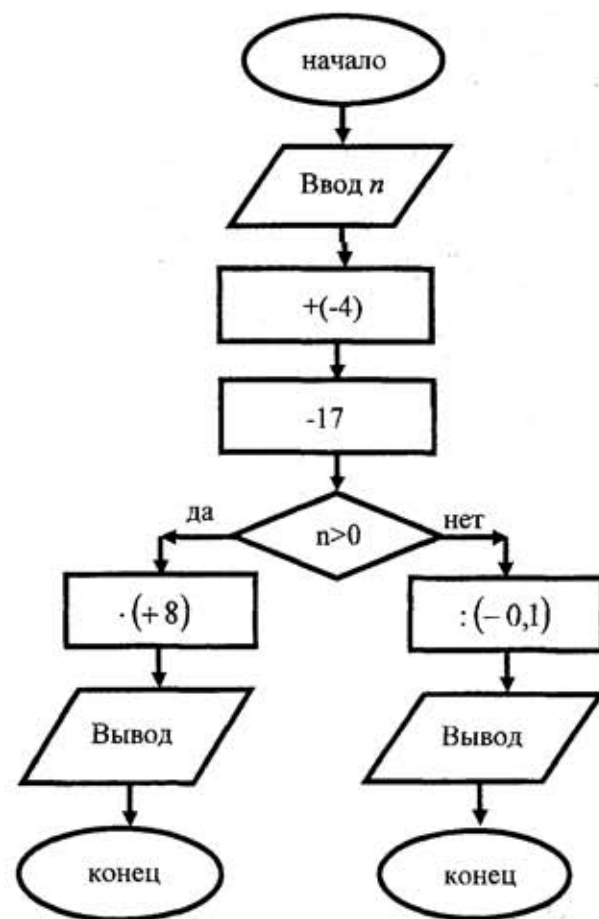 начало
Ввод n
+(-4)
-17
да
n>0
нет
· (+ 8)
: (– 0,1)
Вывод
Вывод
конец
конец